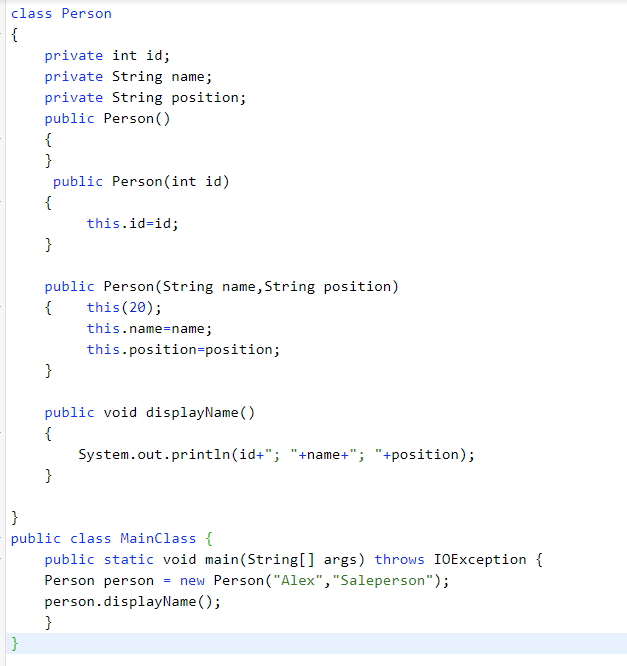 class Person
{
    private int id;
    private String name;
    private String position;
    public Person()
    {
    }
     public Person(int id)
    {
         this.id=id;
    }

    public Person(String name,String position)
    {    this(20);
         this.name=name;
         this.position=position;
    }

    public void displayName()
    {
        System.out.println(id+"; "+name+"; "+position);
    }

}
public class MainClass {
    public static void main(String[] args) throws IOException {
    Person person = new Person("Alex","Saleperson");
    person.displayName();
    }
}